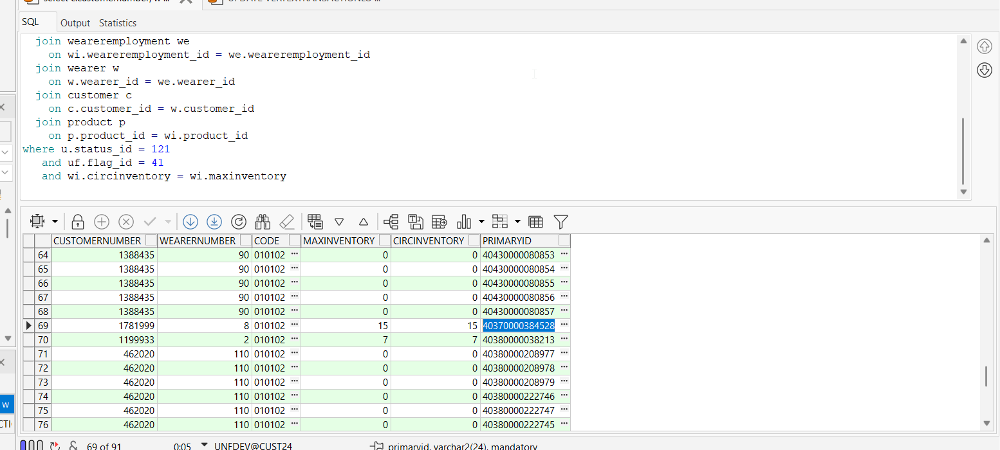 select c.customernumber, w ...
UPDATE VERTEXTRANSACTIONLO ...
SQL Output Statistics
join weareremployment we
on wi.weareremployment_id = we.weareremployment_id
join wearer w
on w.wearer_id = we.wearer_id
join customer c
on c.customer_id = w.customer_id
join product p
on p.product_id = wi.product_id
where u.status_id = 121
and uf.flag_id = 41
and wi.circinventory = wi.maxinventory
CUSTOMERNUMBER WEARERNUMBER CODE MAXINVENTORY CIRCINVENTORY PRIMARYID
64 1388435 90 010102 ... 0 0 40430000080853 ...
65 1388435 90 010102 ... 0 0 40430000080854 ...
66 1388435 90 010102 ... 0 0 40430000080855 ...
67 1388435 90 010102 ... 0 0 40430000080856 ...
68 1388435 90 010102 ... 0 0 40430000080857 ...
69 1781999 8 010102 ... 15 15 40370000384528 ...
70 1199933 2 010102 ... 7 7 40380000038213 ...
71 462020 110 010102 ... 0 0 40380000208977 ...
72 462020 110 010102 ... 0 0 40380000208978 ...
73 462020 110 010102 ... 0 0 40380000208979 ...
74 462020 110 010102 ... 0 0 40380000222746 ...
75 462020 110 010102 ... 0 0 40380000222747 ...
76 462020 110 010102 ... 0 0 40380000222745 ...
w
CTI
& 69 of 91 0:05 UNFDEV@CUST24 primaryid, varchar2(24), mandatory